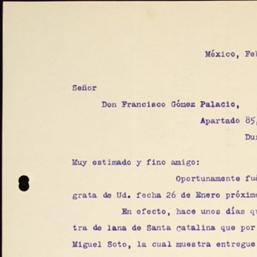 México, Feb
Señor
Don Francisco Gómez Palacio,
Apartado 85,
Du
Muy estimado y fino amigo:
Oportunamente fu
grata de Ud. fecha 26 de Enero próxim
En efecto, hace unos días q
tra de lana de Santa Catalina que por
Miguel Soto, la cual muestra entregue